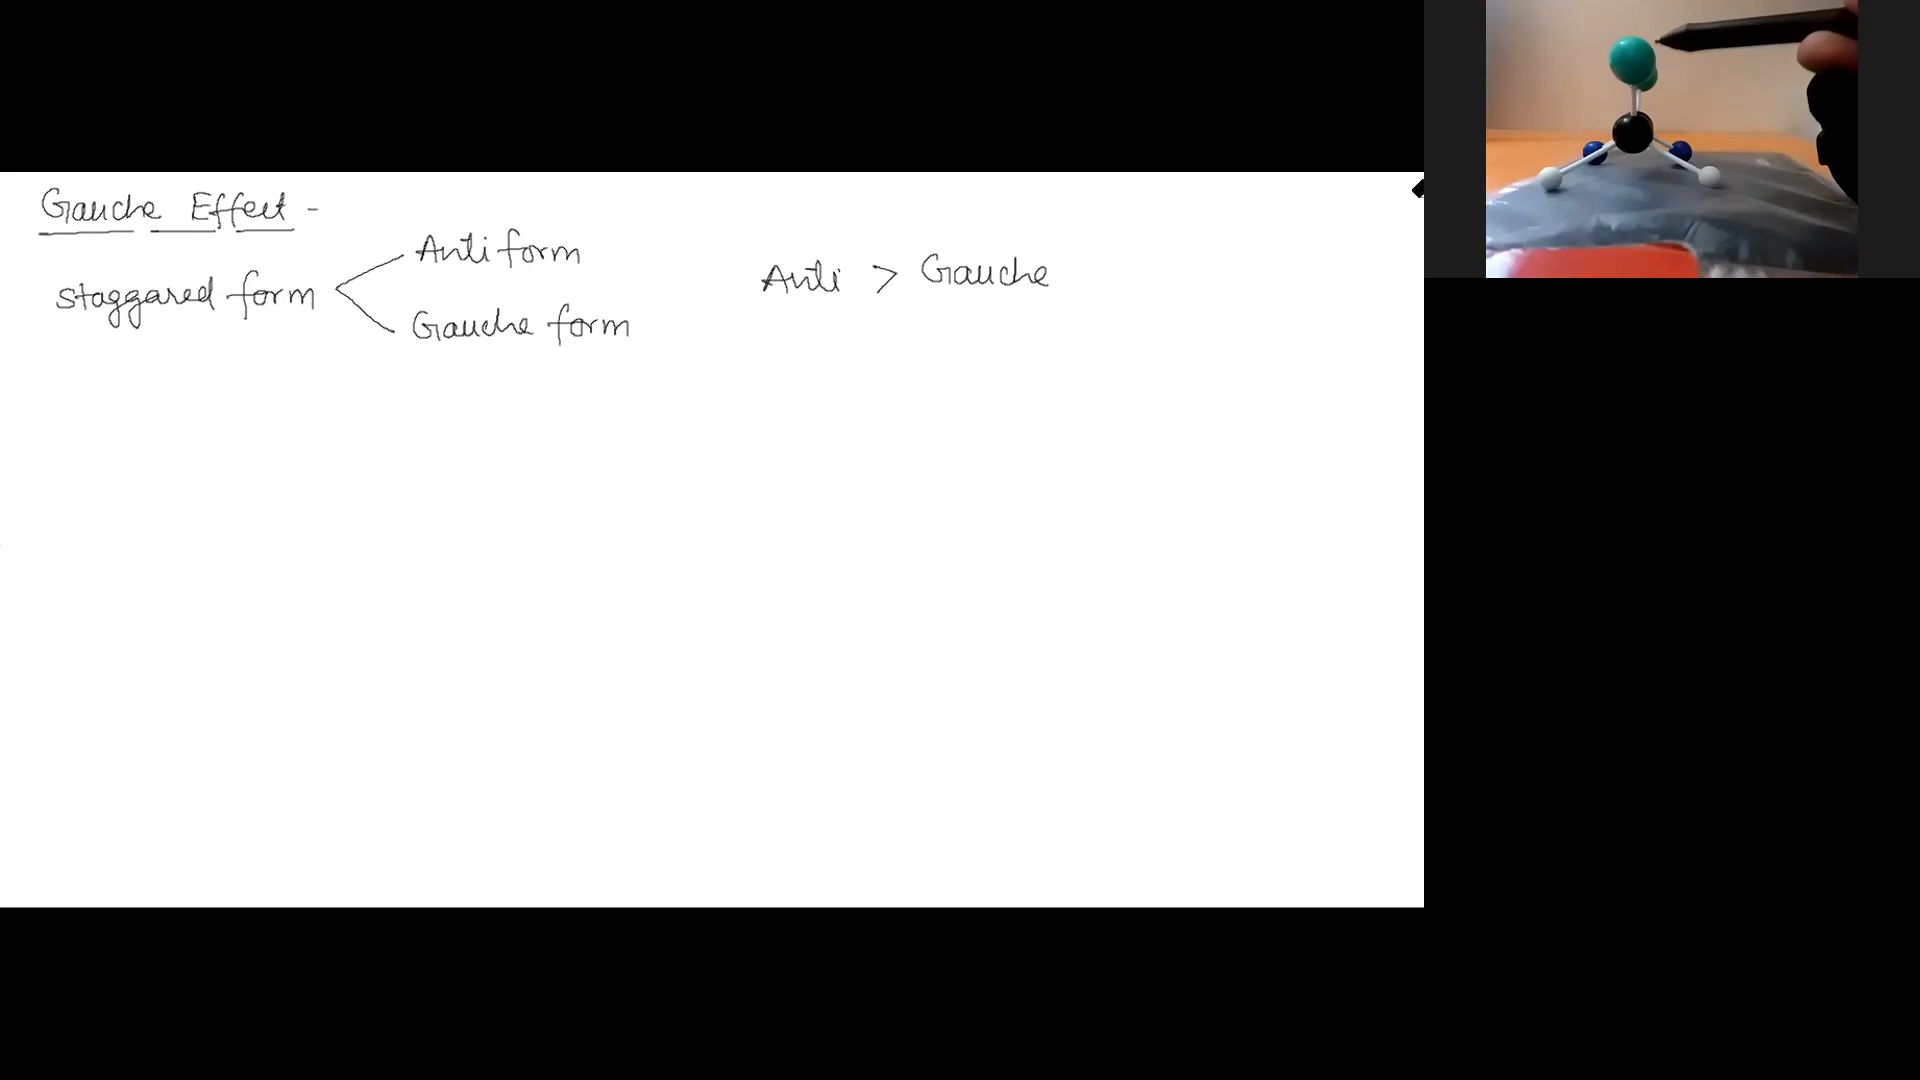 Gauche Effect -
Anti form
staggared form
Gauche form
Anti > Gauche